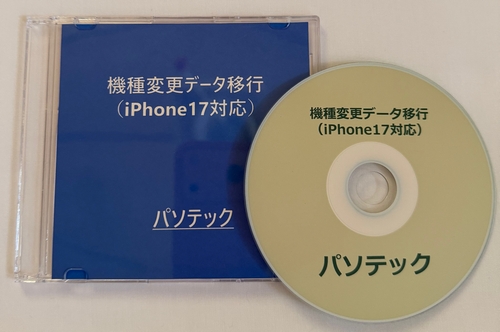 機種変更データ移行
（iPhone17対応）
パソテック
機種変更データ移行
（iPhone17対応）
パソテック